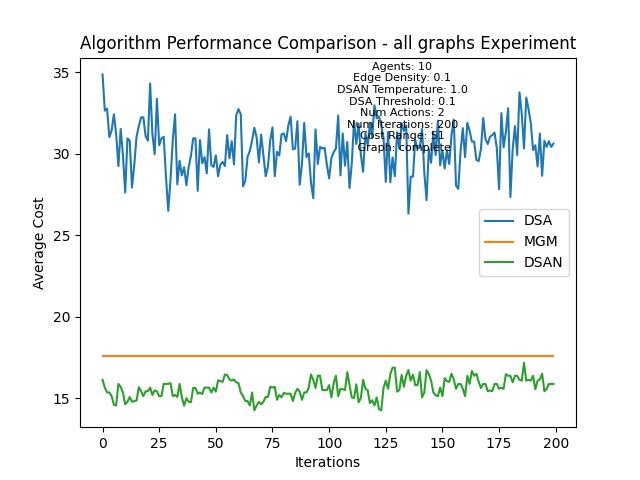 Algorithm Performance Comparison - all graphs Experiment
Agents: 10
Edge Density: 0.1
DSAN Temperature: 1.0
DSA Threshold: 0.1
Num Actions: 2
Num Iterations: 200
Cost Range: 51
Graph: complete
35
30
25
20
15
Average Cost
DSA
MGM
DSAN
0 25 50 75 100 125 150 175 200
Iterations